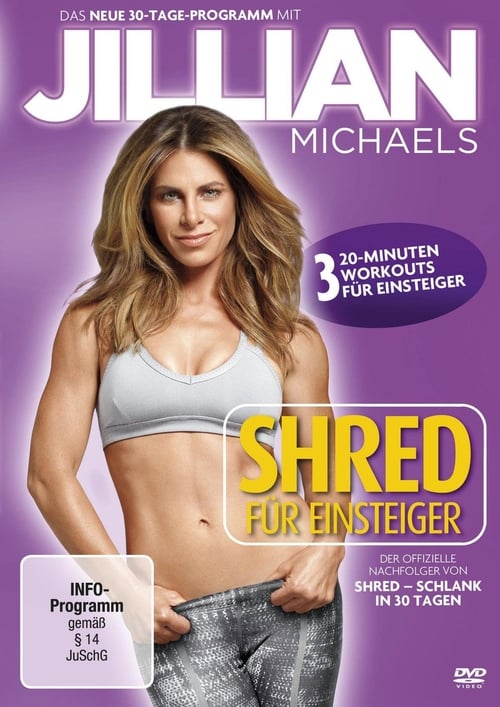 DAS NEUE 30-TAGE-PROGRAMM MIT
JILLIAN
MICHAELS
3 20-MINUTEN
WORKOUTS
FÜR EINSTEIGER
SHRED
FÜR EINSTEIGER
DER OFFIZIELLE
NACHFOLGER VON
SHRED – SCHLANK
IN 30 TAGEN
INFO-
Programm
gemäß
§ 14
JuSchG
DVD
VIDEO